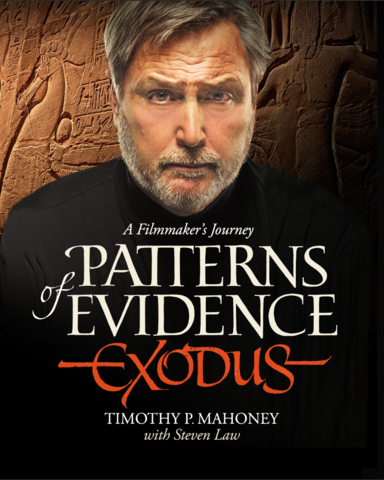 A Filmmaker's Journey
PATTERNS
of EVIDENCE
EXODUS
TIMOTHY P. MAHONEY
with Steven Law